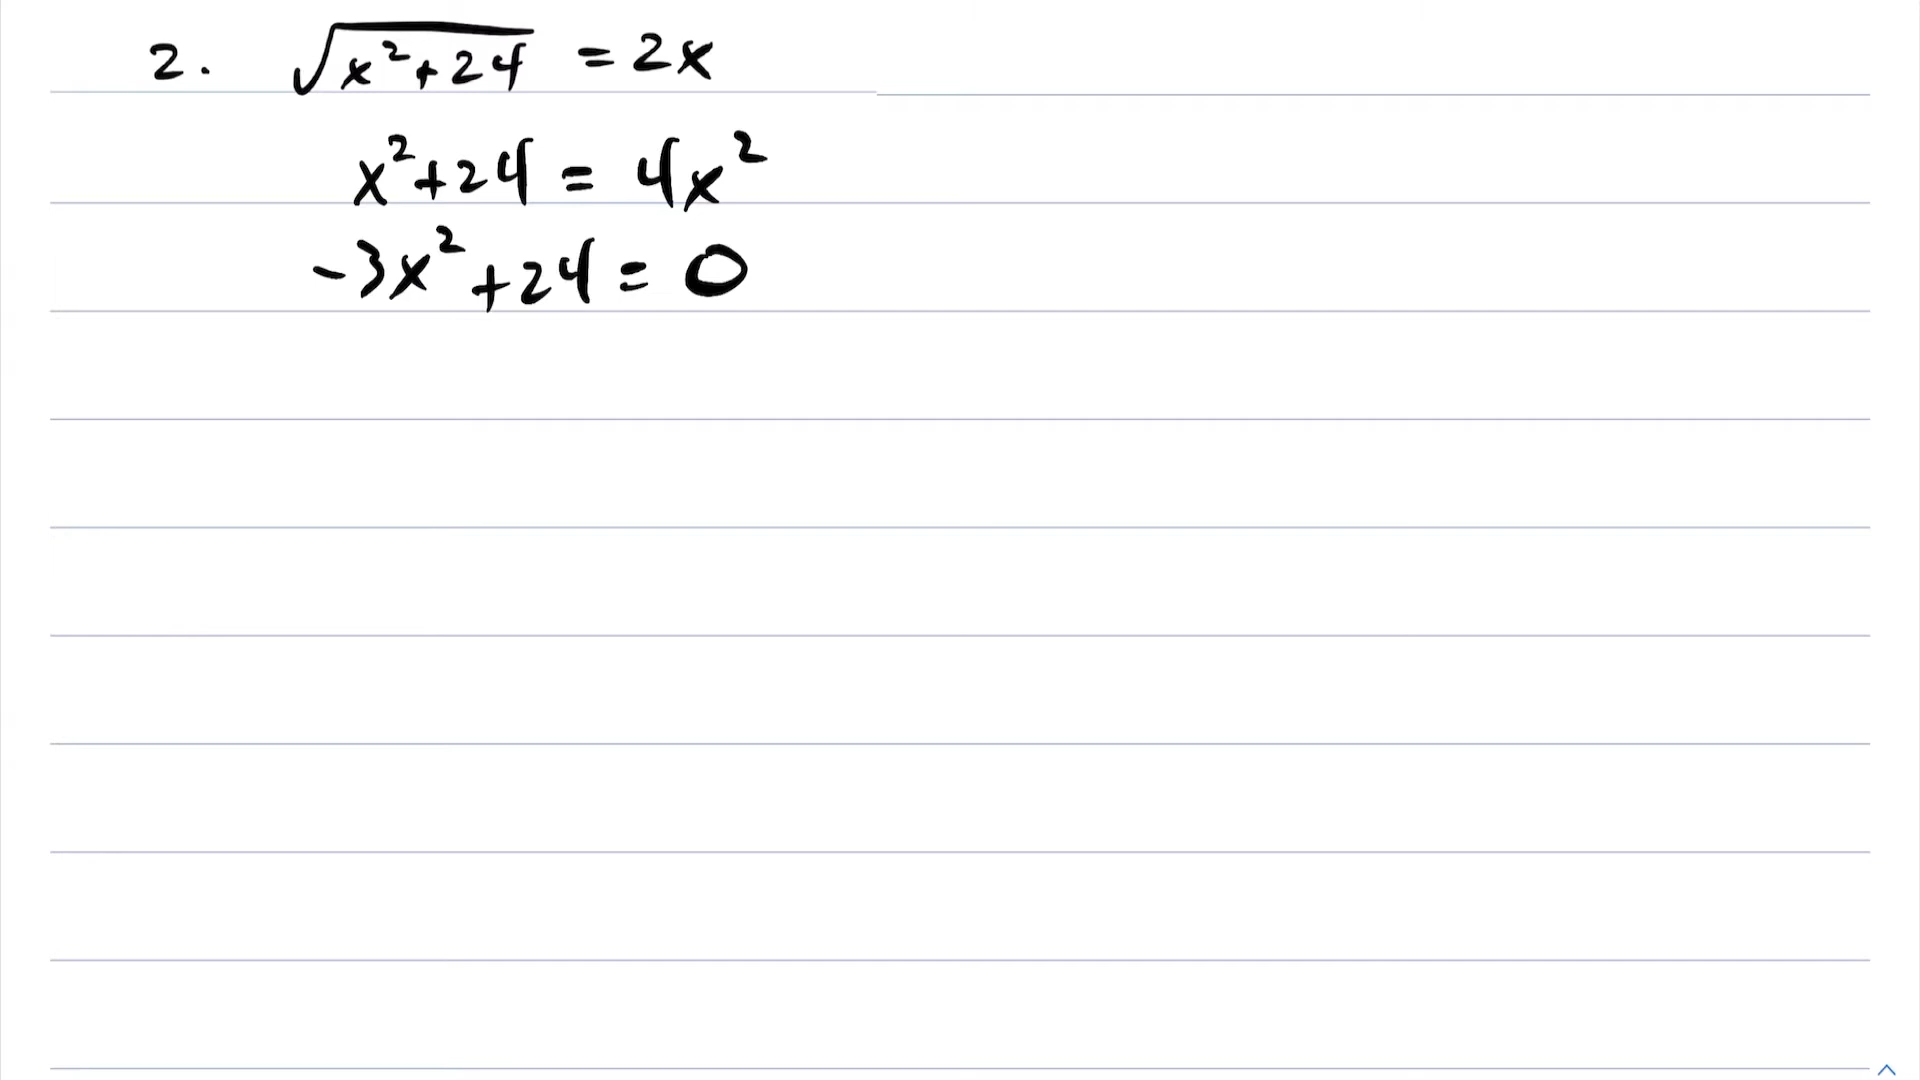 2. √(x²+24) = 2x
x²+24 = 4x²
-3x²+24 = 0